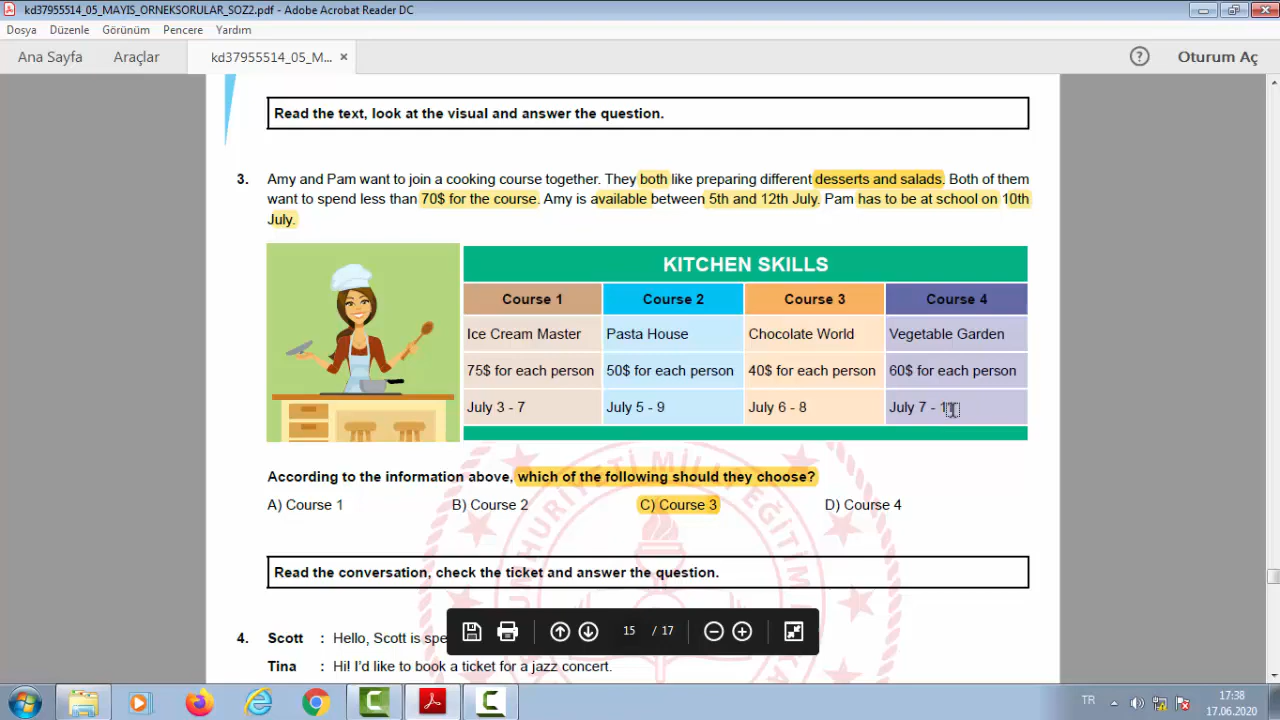 kd37955514_05_MAYIS_ORNEKSORULAR_SOZ2.pdf - Adobe Acrobat Reader DC
Dosya Düzenle Görünüm Pencere Yardım
Ana Sayfa Araçlar kd37955514_05_M... × ? Oturum Aç
Read the text, look at the visual and answer the question.
3. Amy and Pam want to join a cooking course together. They both like preparing different desserts and salads. Both of them
want to spend less than 70$ for the course. Amy is available between 5th and 12th July. Pam has to be at school on 10th
July.
KITCHEN SKILLS
Course 1 Course 2 Course 3 Course 4
Ice Cream Master Pasta House Chocolate World Vegetable Garden
75$ for each person 50$ for each person 40$ for each person 60$ for each person
July 3 - 7 July 5 - 9 July 6 - 8 July 7 -
According to the information above, which of the following should they choose?
A) Course 1 B) Course 2 C) Course 3 D) Course 4
Read the conversation, check the ticket and answer the question.
4. Scott : Hello, Scott is
Tina : Hi! I'd like to book a ticket for a jazz concert.
15 / 17
TR 17:38
17.06.2020